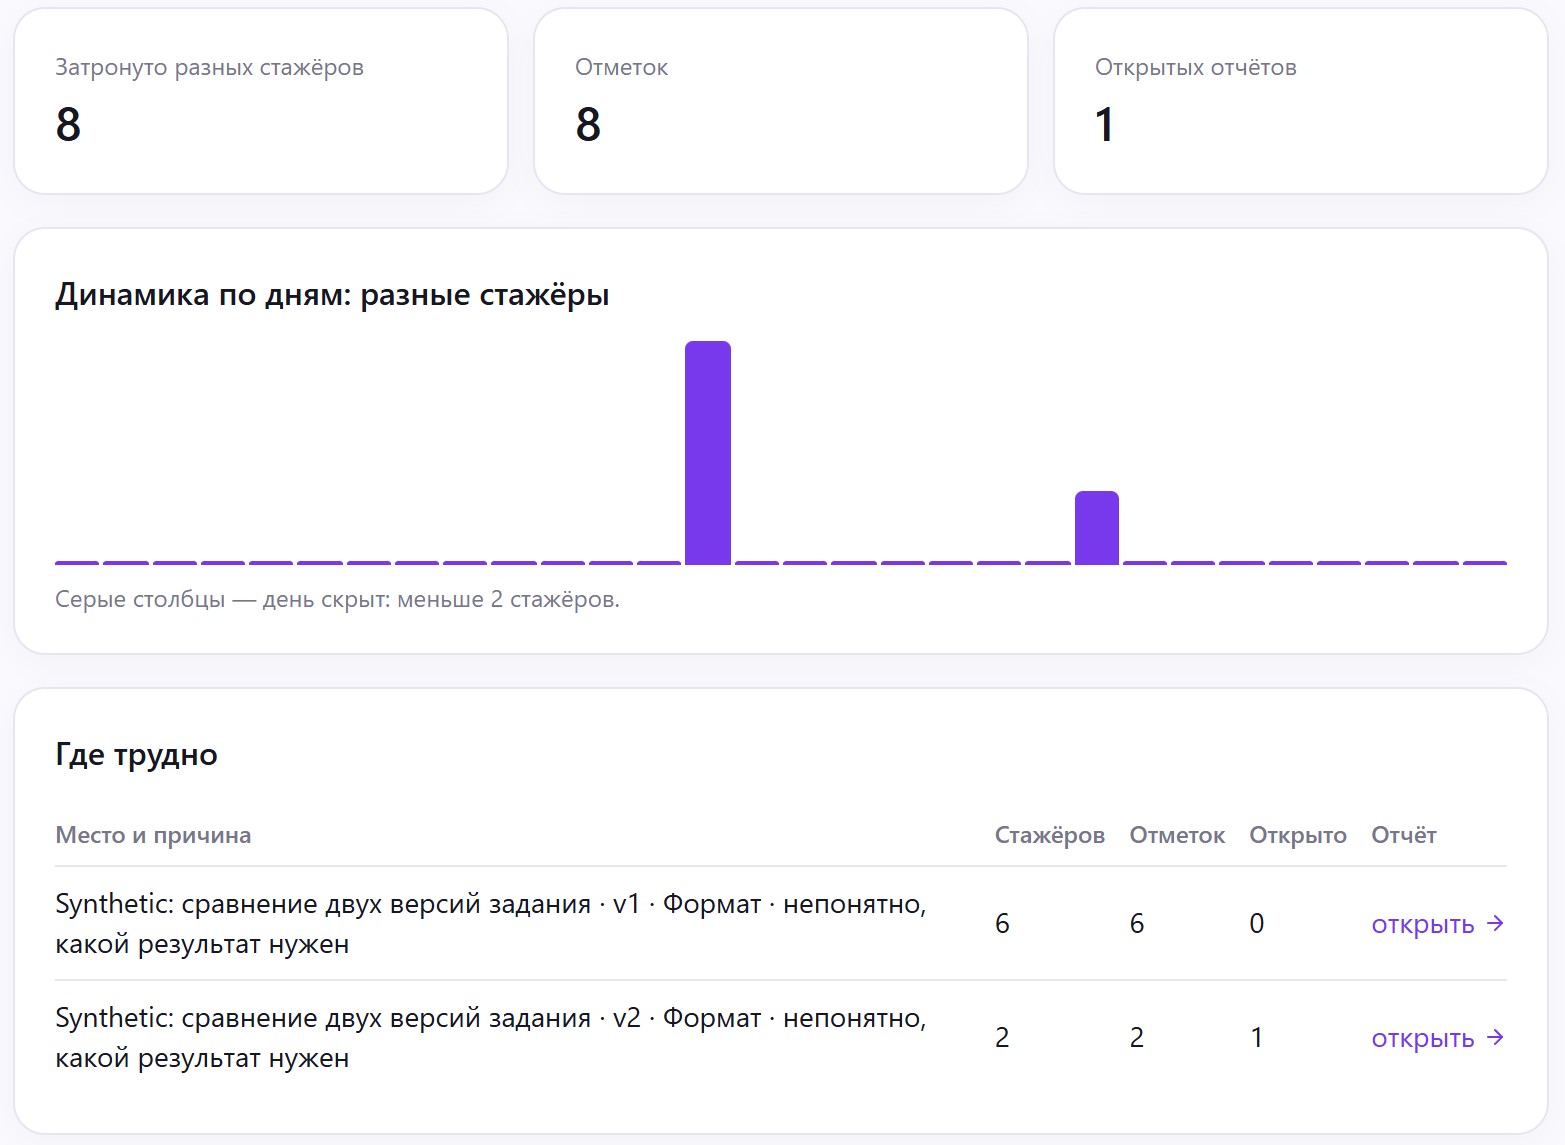 Затронуто разных стажёров
8
Отметок
8
Открытых отчётов
1
Динамика по дням: разные стажёры
Серые столбцы — день скрыт: меньше 2 стажёров.
Где трудно
Место и причина Стажёров Отметок Открыто Отчёт
Synthetic: сравнение двух версий задания · v1 · Формат · непонятно,
какой результат нужен
6 6 0 открыть →
Synthetic: сравнение двух версий задания · v2 · Формат · непонятно,
какой результат нужен
2 2 1 открыть →